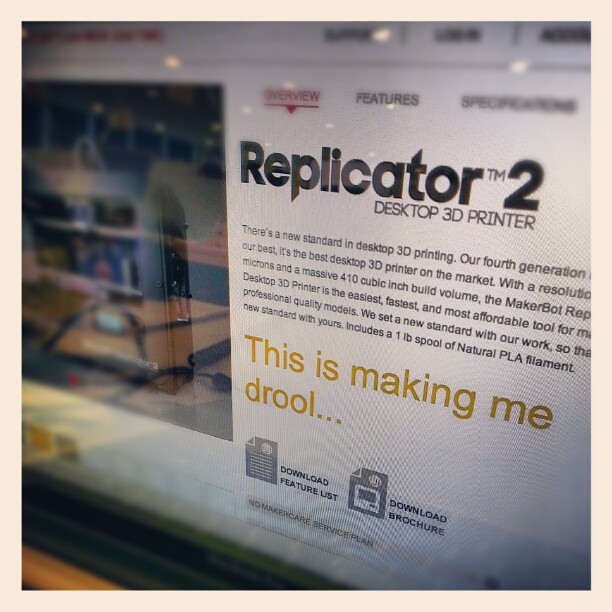 LOG IN
OVERVIEW FEATURES SPECIFICATIONS
Replicator™2
DESKTOP 3D PRINTER
There's a new standard in desktop 3D printing. Our fourth generation
our best, it's the best desktop 3D printer on the market. With a resolutio
microns and a massive 410 cubic inch build volume, the MakerBot Rep
Desktop 3D Printer is the easiest, fastest, and most affordable tool for ma
professional quality models. We set a new standard with our work, so tha
new standard with yours. Includes a 1 lb spool of Natural PLA filament.
This is making me
drool...
DOWNLOAD
FEATURE LIST
DOWNLOAD
BROCHURE
NO MAKERCARE SERVICE PLAN